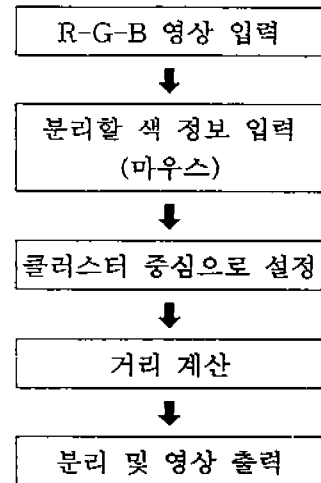 R-G-B 영상 입력
분리할 색 정보 입력
(마우스)
클러스터 중심으로 설정
거리 계산
분리 및 영상 출력